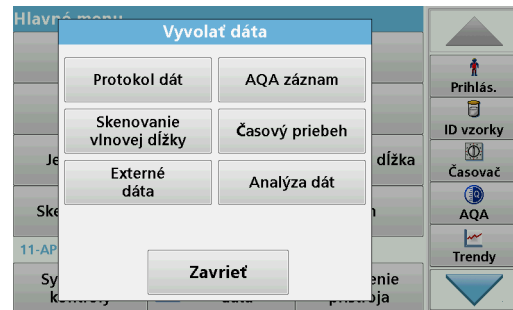 Hlavné menu
Vyvolať dáta
Protokol dát
AQA záznam
Skenovanie
vlnovej dĺžky
Časový priebeh
Externé
dáta
Analýza dát
Zavrieť
dĺžka
11-AP
Prihlás.
ID vzorky
Časovač
AQA
Trendy